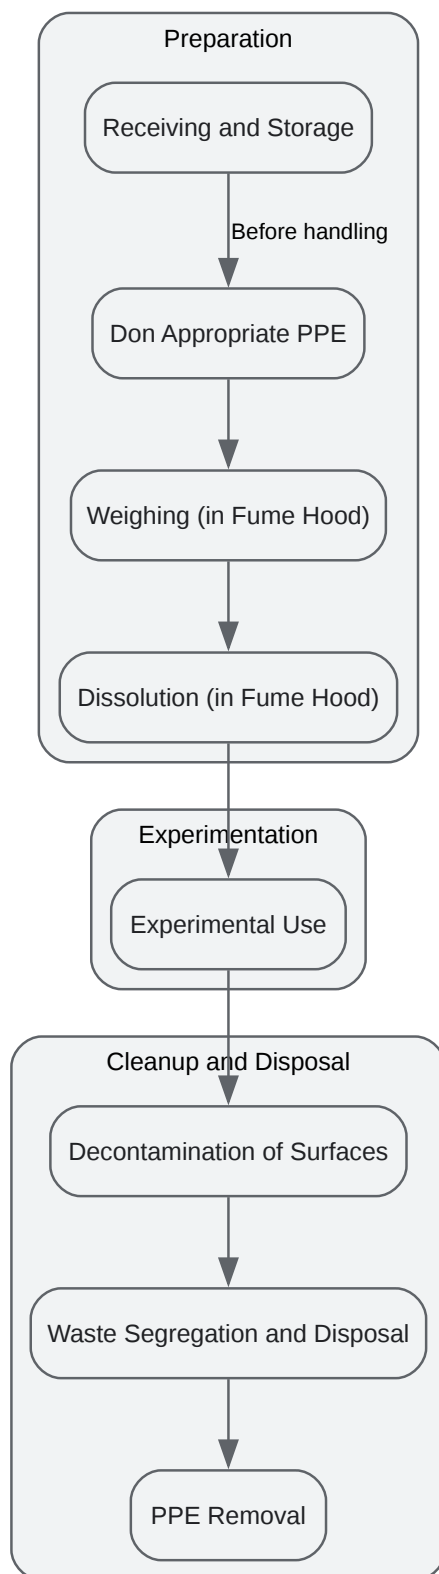 Preparation
Receiving and Storage
Before handling
Don Appropriate PPE
Weighing (in Fume Hood)
Dissolution (in Fume Hood)
Experimentation
Experimental Use
Cleanup and Disposal
Decontamination of Surfaces
Waste Segregation and Disposal
PPE Removal